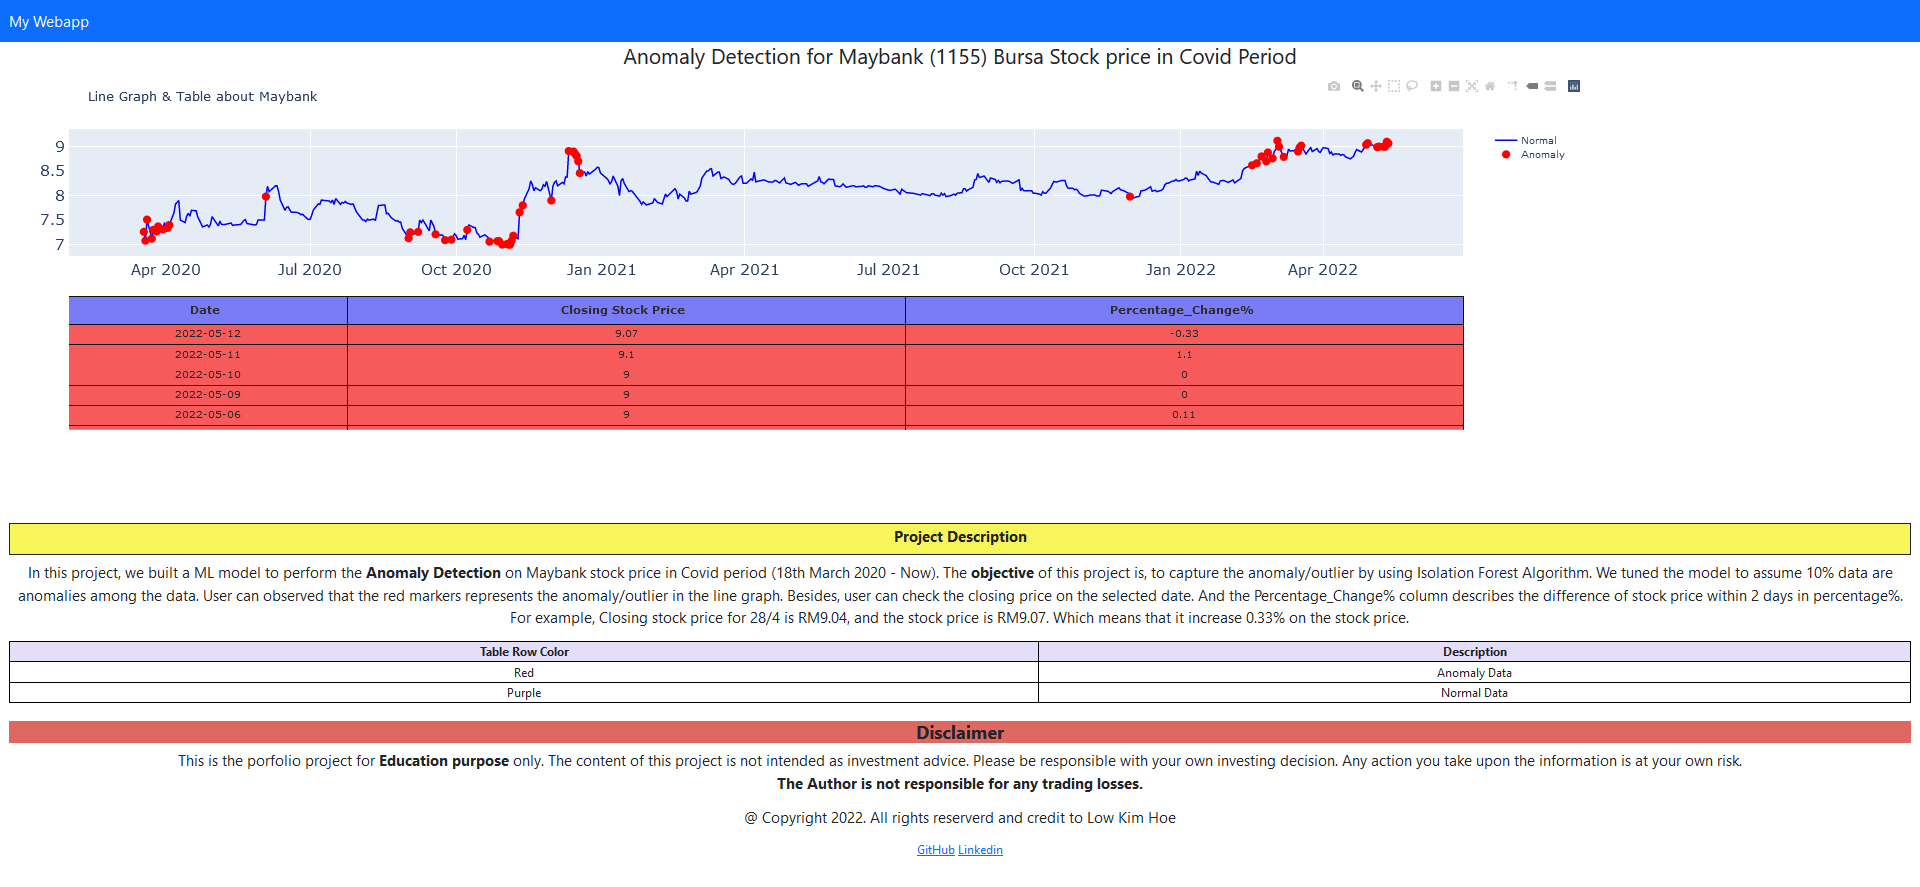 My Webapp
Anomaly Detection for Maybank (1155) Bursa Stock price in Covid Period
Line Graph & Table about Maybank
Normal
Anomaly
9
8.5
8
7.5
7
Apr 2020 Jul 2020 Oct 2020 Jan 2021 Apr 2021 Jul 2021 Oct 2021 Jan 2022 Apr 2022
Date Closing Stock Price Percentage_Change%
2022-05-12 9.07 -0.33
2022-05-11 9.1 1.1
2022-05-10 9 0
2022-05-09 9 0
2022-05-06 9 0.11
Project Description
In this project, we built a ML model to perform the Anomaly Detection on Maybank stock price in Covid period (18th March 2020 - Now). The objective of this project is, to capture the anomaly/outlier by using Isolation Forest Algorithm. We tuned the model to assume 10% data are
anomalies among the data. User can observed that the red markers represents the anomaly/outlier in the line graph. Besides, user can check the closing price on the selected date. And the Percentage_Change% column describes the difference of stock price within 2 days in percentage%.
For example, Closing stock price for 28/4 is RM9.04, and the stock price is RM9.07. Which means that it increase 0.33% on the stock price.
Table Row Color Description
Red Anomaly Data
Purple Normal Data
Disclaimer
This is the porfolio project for Education purpose only. The content of this project is not intended as investment advice. Please be responsible with your own investing decision. Any action you take upon the information is at your own risk.
The Author is not responsible for any trading losses.
@ Copyright 2022. All rights reserverd and credit to Low Kim Hoe
GitHub Linkedin